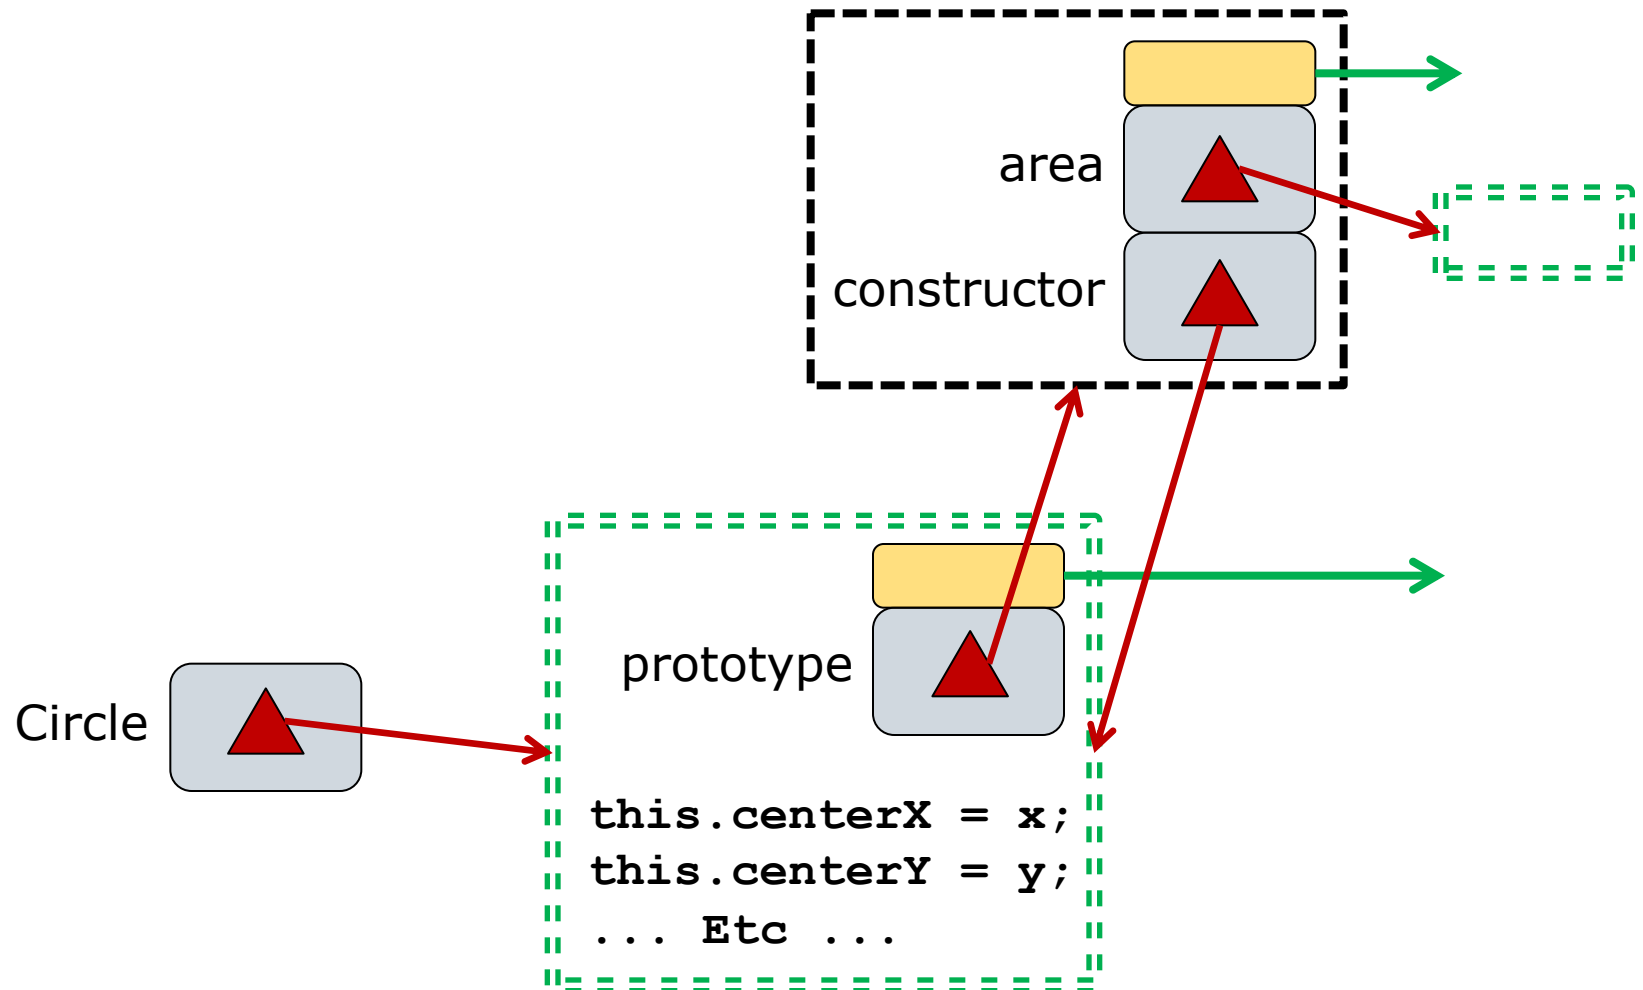 area
constructor
prototype
Circle
this.centerX = x;
this.centerY = y;
... Etc ...